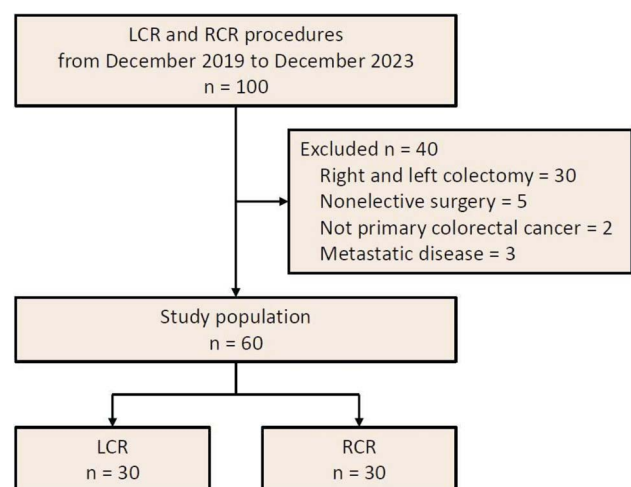 LCR and RCR procedures
from December 2019 to December 2023
n = 100
Excluded n = 40
Right and left colectomy = 30
Nonelective surgery = 5
Not primary colorectal cancer = 2
Metastatic disease = 3
Study population
n = 60
LCR
n = 30
RCR
n = 30